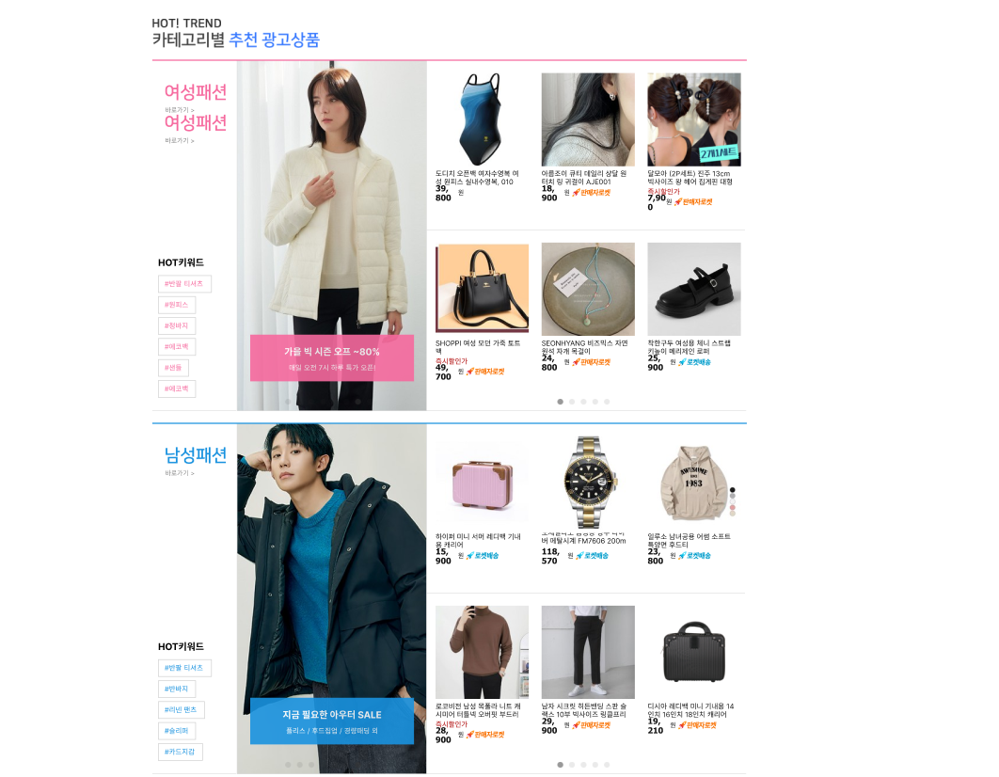 HOT! TREND
카테고리별 추천 광고상품
여성패션
바로가기 >
여성패션
바로가기 >
HOT키워드
#반팔 티셔츠
#원피스
#청바지
#에코백
#샌들
#에코백
가을 빅 시즌 오프 ~80%
매일 오전 7시 하루 특가 오픈!
도디치 오픈백 여자수영복 여
성 원피스 실내수영복, 010
39,
800 원
아름조이 큐티 데일리 샹달 원
터치 링 귀걸이 AJE001
18,
900 원 판매자로켓
2개1세트
달모아 (2P세트) 진주 13cm
빅사이즈 왕 헤어 집게핀 대형
즉시할인가
7,90
0 원 판매자로켓
SHOPPI 여성 모던 가죽 토트
백
즉시할인가
49,
700 원 판매자로켓
SEONHYANG 비즈믹스 자연
원석 자개 목걸이
24,
800 원 판매자로켓
착한구두 여성용 체니 스트랩
키높이 메리제인 로퍼
25,
900 원 로켓배송
남성패션
바로가기 >
HOT키워드
#반팔 티셔츠
#반바지
#리넨 팬츠
#슬리퍼
#카드지갑
지금 필요한 아우터 SALE
플리스 / 후드집업 / 경량패딩 외
하이퍼 미니 서머 레디백 기내
용 캐리어
15,
900 원 로켓배송
버 메탈시계 FM7606 200m
118,
570 원 로켓배송
AWESOME
1983
일루소 남녀공용 어썸 소프트
특양면 후드티
23,
800 원 로켓배송
로코비전 남성 목폴라 니트 캐
시미어 터틀넥 오버핏 부드러
즉시할인가
28,
900 원 판매자로켓
남자 시크릿 히든밴딩 스판 슬
랙스 10부 빅사이즈 링클프리
29,
900 원 판매자로켓
디시아 레디백 미니 기내용 14
인치 16인치 18인치 캐리어
19,
210 원 판매자로켓